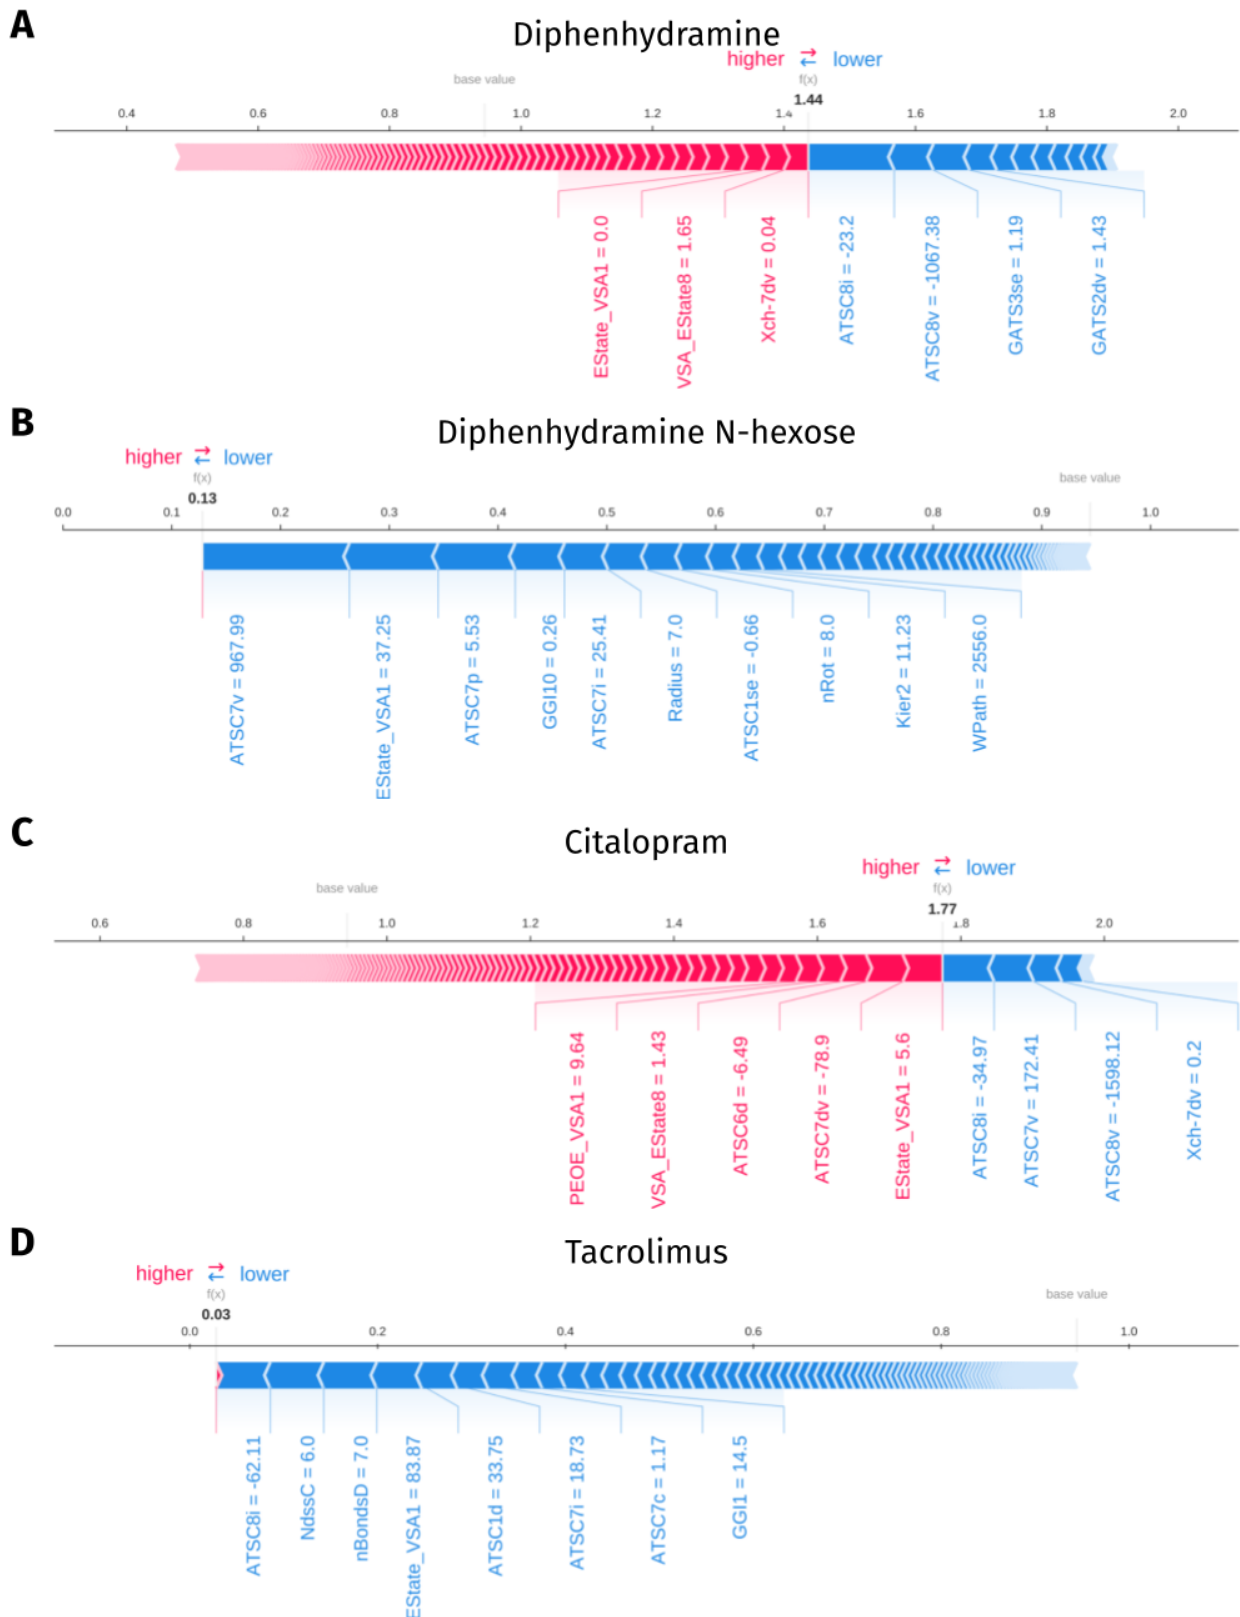 A
Diphenhydramine
higher ⇄ lower
base value
f(x)
1.44
0.4 0.6 0.8 1.0 1.2 1.4 1.6 1.8 2.0
EState_VSA1 = 0.0
VSA_EState8 = 1.65
Xch-7dv = 0.04
ATSC8i = -23.2
ATSC8v = -1067.38
GATS3se = 1.19
GATS2dv = 1.43
B
Diphenhydramine N-hexose
higher ⇄ lower
f(x)
base value
0.13
0.0 0.1 0.2 0.3 0.4 0.5 0.6 0.7 0.8 0.9 1.0
ATSC7v = 967.99
EState_VSA1 = 37.25
ATSC7p = 5.53
GGI10 = 0.26
ATSC7i = 25.41
Radius = 7.0
ATSC1se = -0.66
nRot = 8.0
Kier2 = 11.23
WPath = 2556.0
C
Citalopram
higher ⇄ lower
base value
f(x)
1.77
0.6 0.8 1.0 1.2 1.4 1.6 1.8 2.0
PEOE_VSA1 = 9.64
VSA_EState8 = 1.43
ATSC6d = -6.49
ATSC7dv = -78.9
EState_VSA1 = 5.6
ATSC8i = -34.97
ATSC7v = 172.41
ATSC8v = -1598.12
Xch-7dv = 0.2
D
Tacrolimus
higher ⇄ lower
f(x)
base value
0.03
0.0 0.2 0.4 0.6 0.8 1.0
ATSC8i = -62.11
NdssC = 6.0
nBondsD = 7.0
EState_VSA1 = 83.87
ATSC1d = 33.75
ATSC7i = 18.73
ATSC7c = 1.17
GGI1 = 14.5